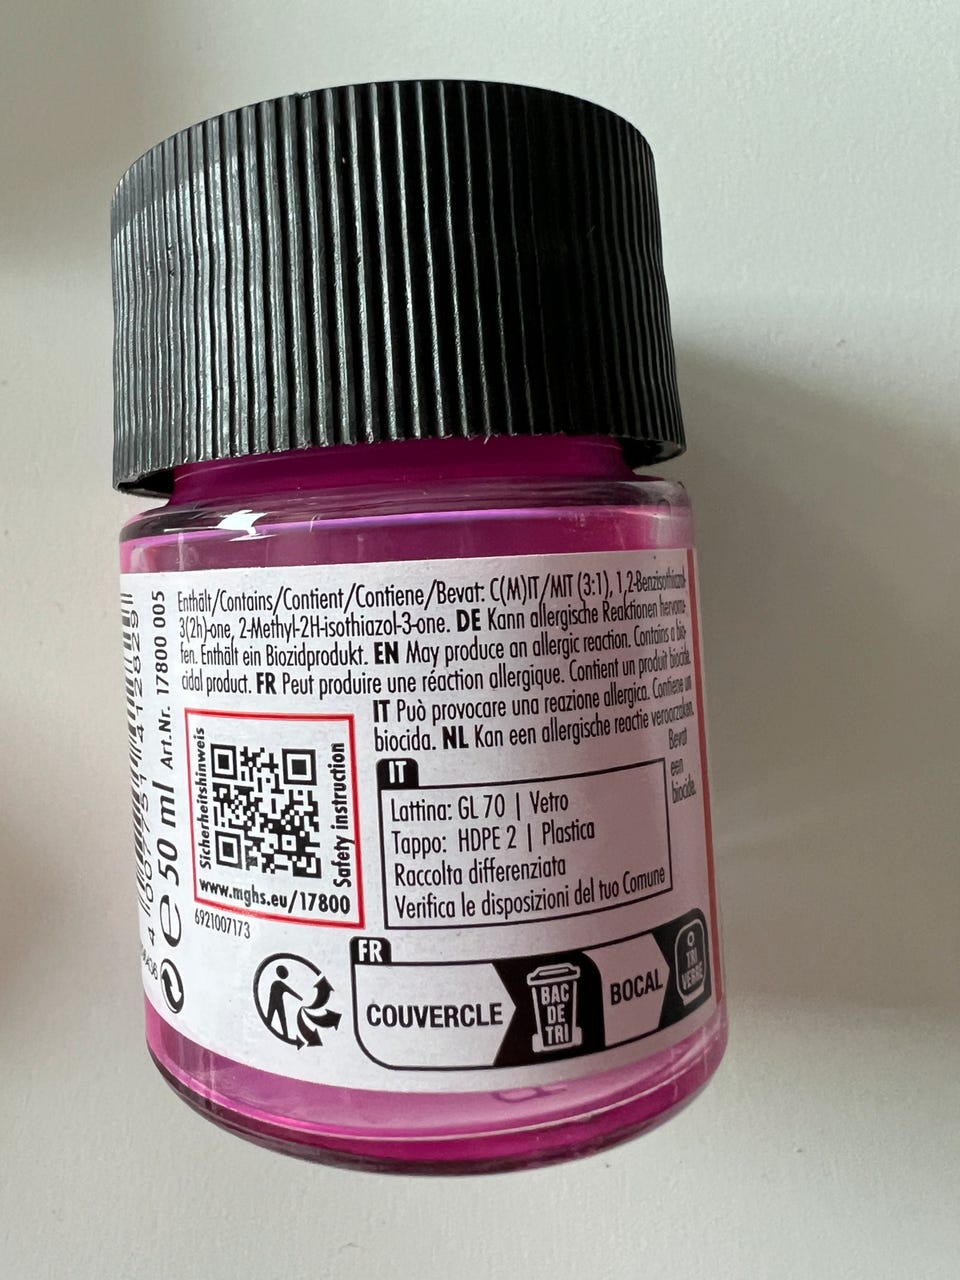 Enthält/Contains/Contient/Contiene/Bevat: C(M)IT/MIT (3:1), 1,2-Benzisothiazol-
3(2h)-one, 2-Methyl-2H-isothiazol-3-one. DE Kann allergische Reaktionen hervorru-
fen. Enthält ein Biozidprodukt. EN May produce an allergic reaction. Contains a bio-
cidal product. FR Peut produire une réaction allergique. Contient un produit biocide.
IT Può provocare una reazione allergica. Contiene un
biocida. NL Kan een allergische reactie veroorzaken.
Bevat
een
biocide.
Art.Nr. 17800 005
e 50 ml
Sicherheitshinweis
Safety instruction
www.mghs.eu/17800
6921007173
IT
Lattina: GL 70 | Vetro
Tappo: HDPE 2 | Plastica
Raccolta differenziata
Verifica le disposizioni del tuo Comune
FR
COUVERCLE
BAC
DE
TRI
BOCAL
TRI
VERRE